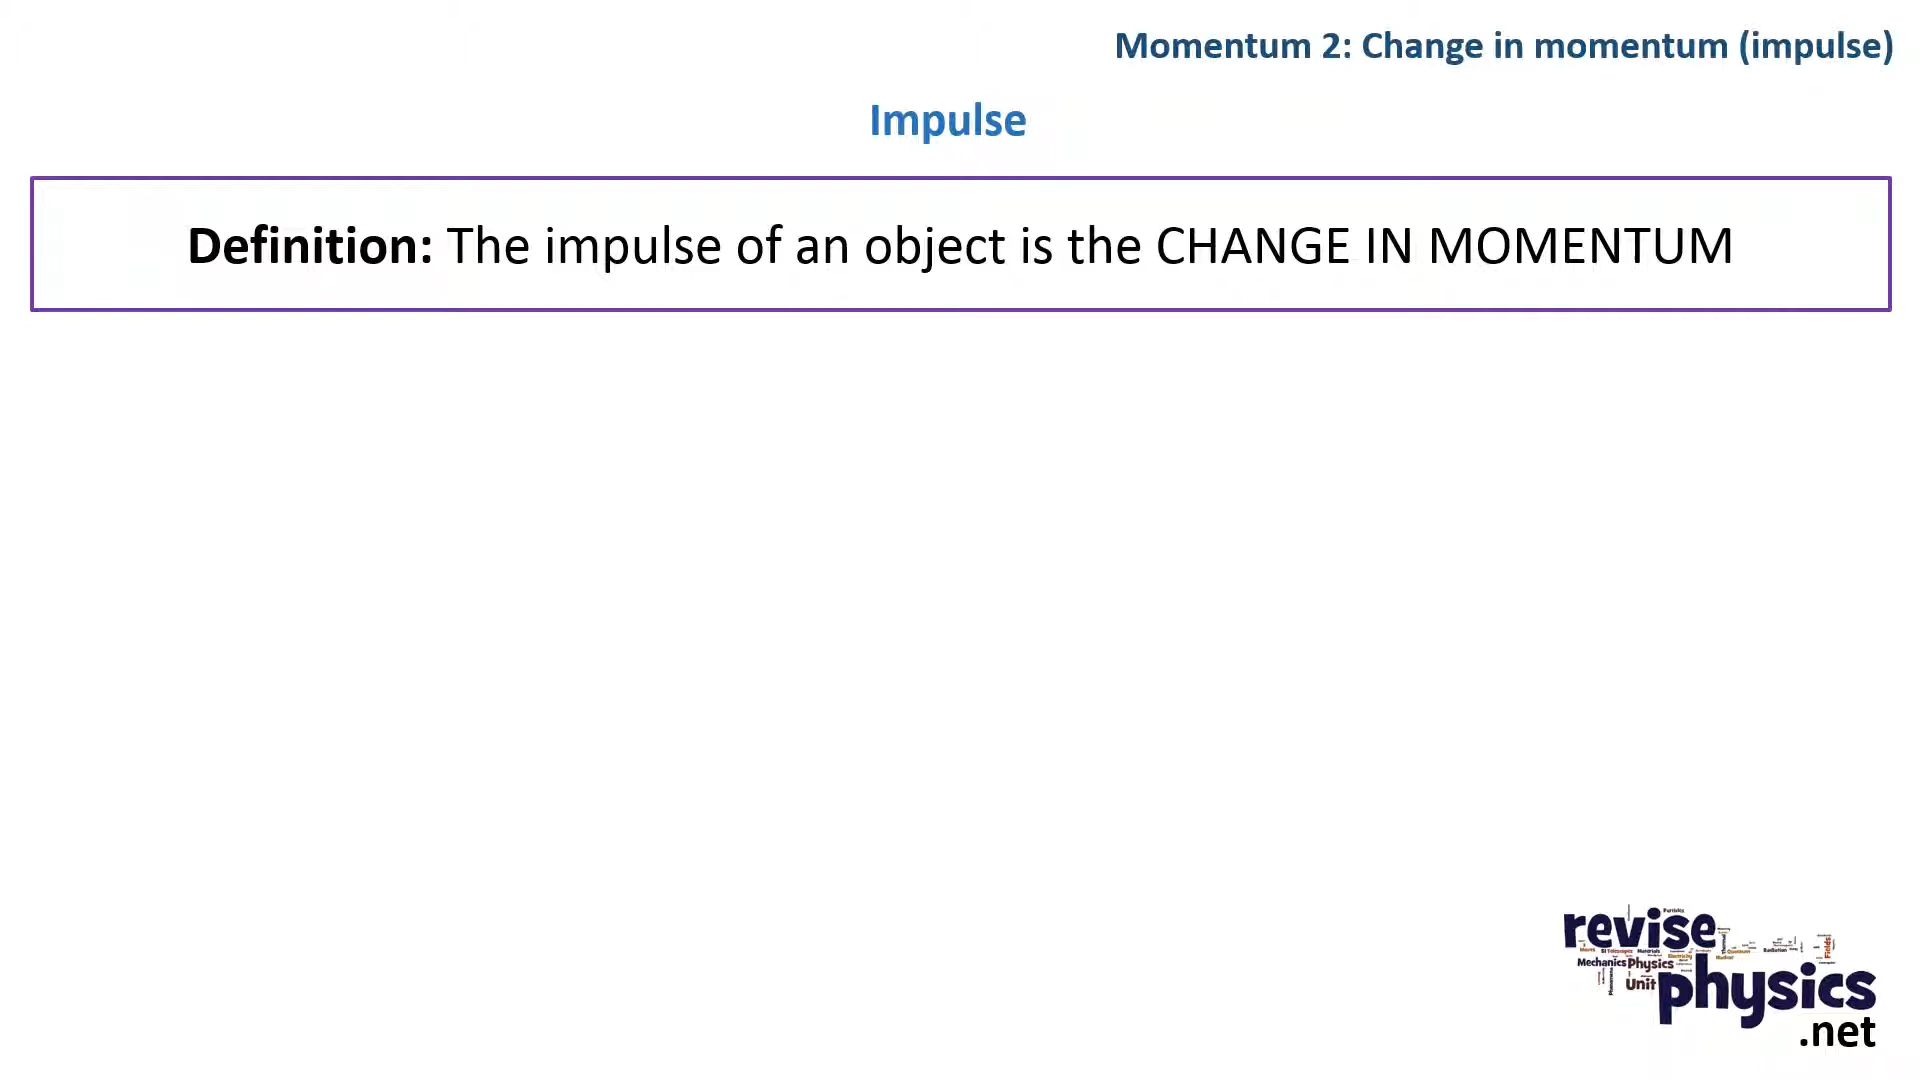 Momentum 2: Change in momentum (impulse)
Impulse
Definition: The impulse of an object is the CHANGE IN MOMENTUM
revise
Mechanics Physics
Unit
Fields
physics
.net